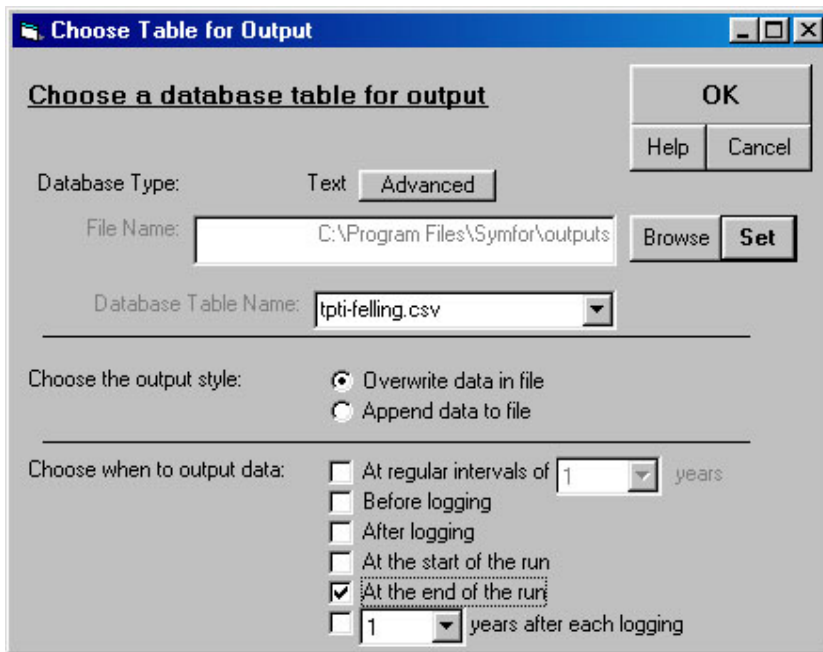 Choose Table for Output
Choose a database table for output
OK
Help Cancel
Database Type: Text Advanced
File Name: C:\Program Files\Symfor\outputs Browse Set
Database Table Name: tpti-felling.csv
Choose the output style: Overwrite data in file
Append data to file
Choose when to output data: At regular intervals of 1 years
Before logging
After logging
At the start of the run
At the end of the run
1 years after each logging